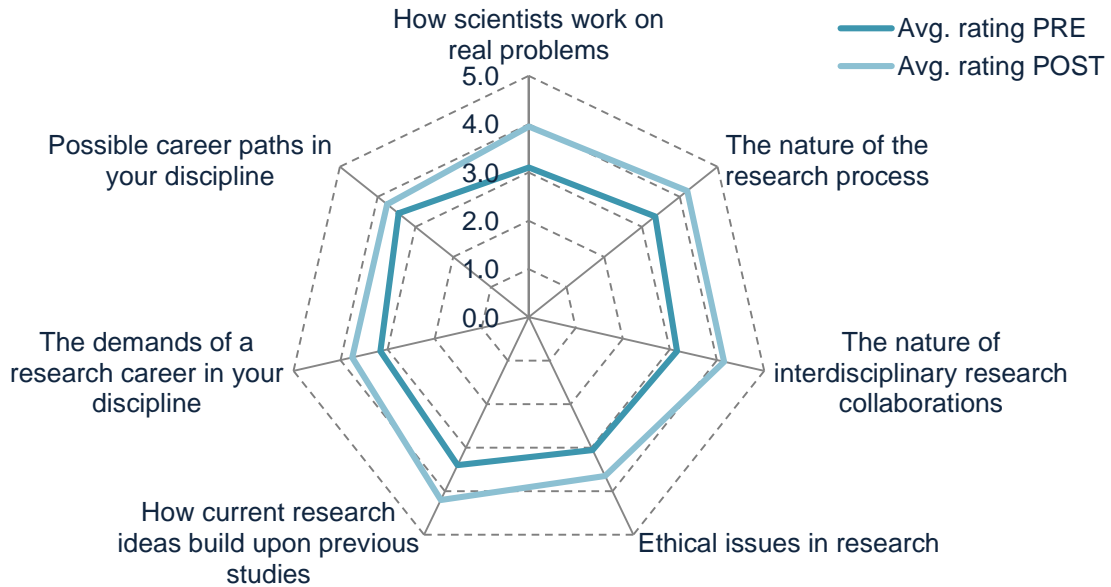 How scientists work on
real problems
Avg. rating PRE
Avg. rating POST
5.0
4.0
3.0
2.0
1.0
0.0
The nature of the
research process
The nature of
interdisciplinary research
collaborations
Ethical issues in research
How current research
ideas build upon previous
studies
The demands of a
research career in your
discipline
Possible career paths in
your discipline